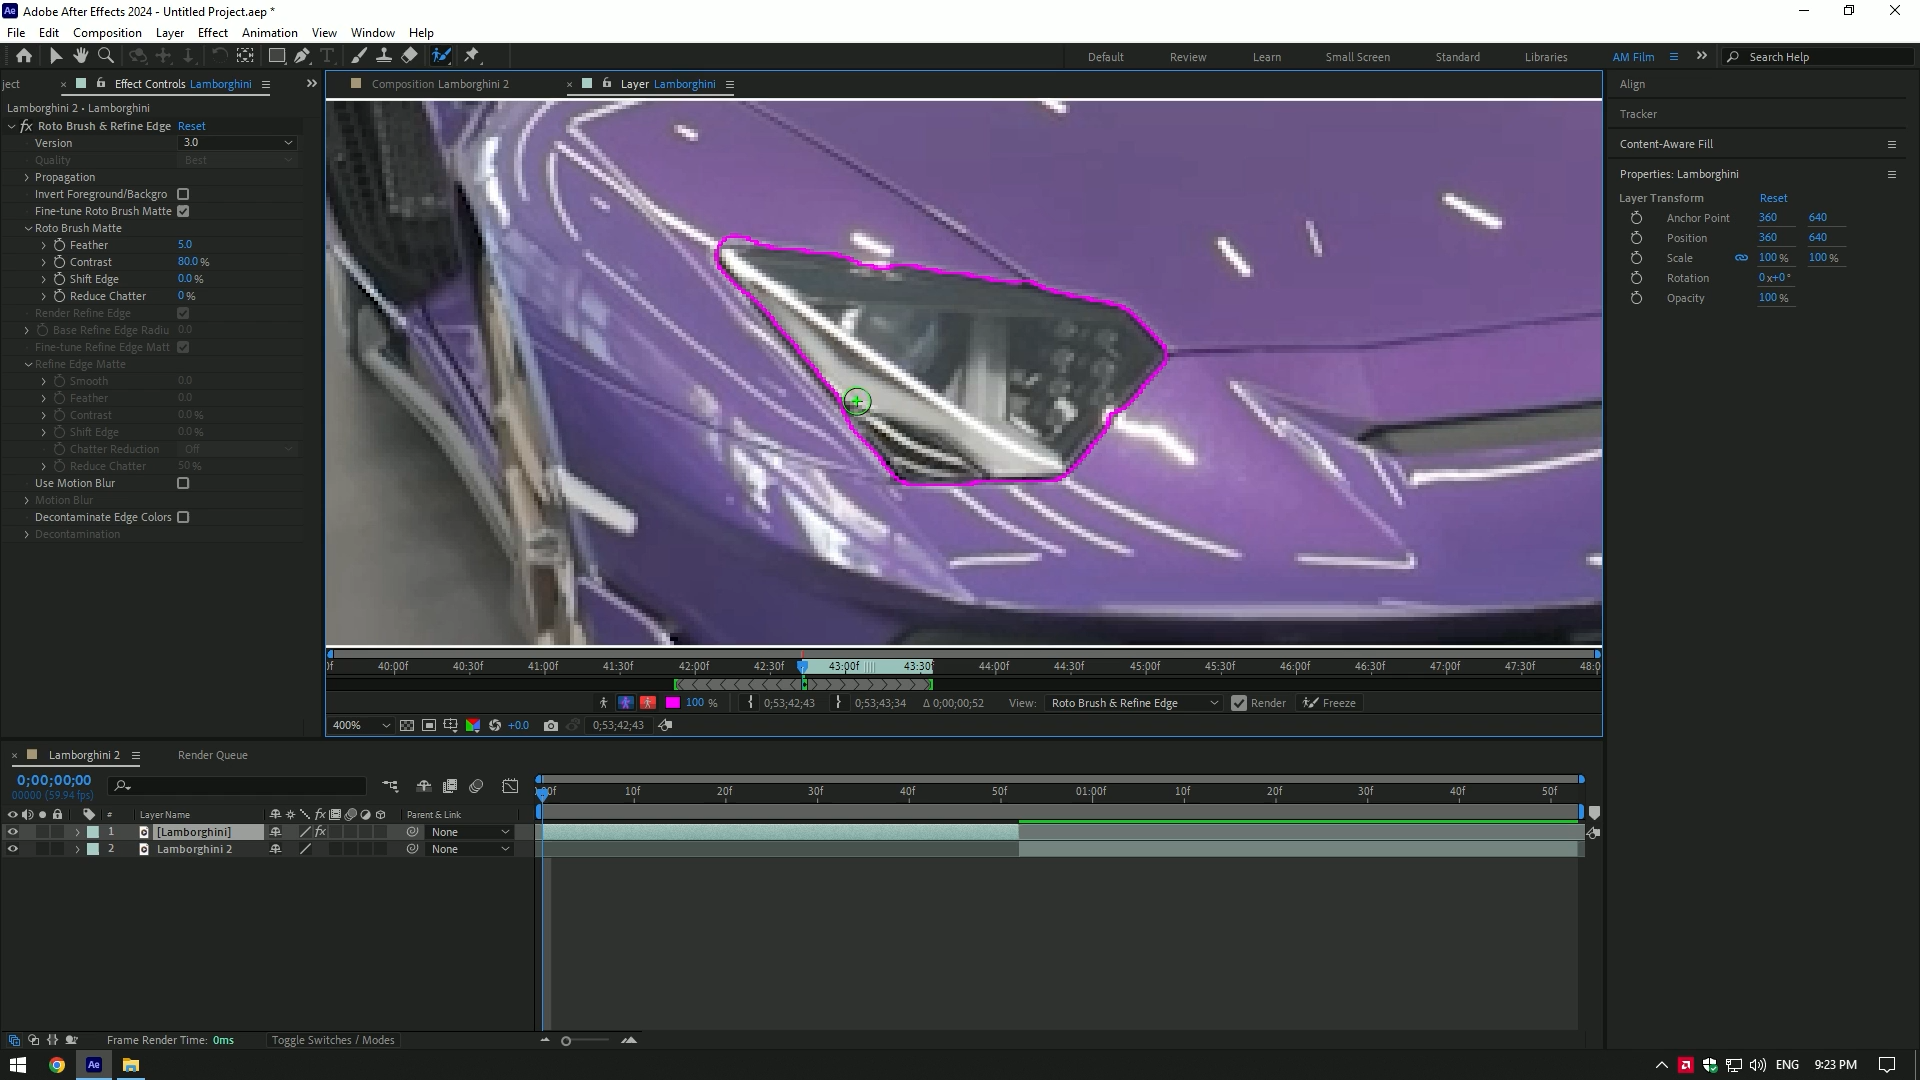 Adobe After Effects 2024 - Untitled Project.aep *
File Edit Composition Layer Effect Animation View Window Help
Default Review Learn Small Screen Standard Libraries AM Film Search Help
ject Effect Controls Lamborghini
Composition Lamborghini 2
Layer Lamborghini
Lamborghini 2 • Lamborghini
fx Roto Brush & Refine Edge Reset
Version 3.0
Quality Best
Propagation
Invert Foreground/Backgro
Fine-tune Roto Brush Matte
Roto Brush Matte
Feather 5.0
Contrast 80.0 %
Shift Edge 0.0 %
Reduce Chatter 0 %
Render Refine Edge
Base Refine Edge Radiu 0.0
Fine-tune Refine Edge Matt
Refine Edge Matte
Smooth 0.0
Feather 0.0
Contrast 0.0 %
Shift Edge 0.0 %
Chatter Reduction Off
Reduce Chatter 50 %
Use Motion Blur
Motion Blur
Decontaminate Edge Colors
Decontamination
Align
Tracker
Content-Aware Fill
Properties: Lamborghini
Layer Transform Reset
Anchor Point 360 640
Position 360 640
Scale 100 % 100 %
Rotation 0 x+0 °
Opacity 100 %
40:00f 40:30f 41:00f 41:30f 42:00f 42:30f 43:00f 43:30f 44:00f 44:30f 45:00f 45:30f 46:00f 46:30f 47:00f 47:30f 48:0
100 % 0;53;42;43 0;53;43;34 Δ 0;00;00;52 View: Roto Brush & Refine Edge Render Freeze
400% +0.0 0;53;42;43
Lamborghini 2 Render Queue
0;00;00;00
00000 (59.94 fps)
:00f 10f 20f 30f 40f 50f 01:00f 10f 20f 30f 40f 50f
# Layer Name fx Parent & Link
1 [Lamborghini] fx None
2 Lamborghini 2 None
Frame Render Time: 0ms Toggle Switches / Modes
Ae ENG 9:23 PM